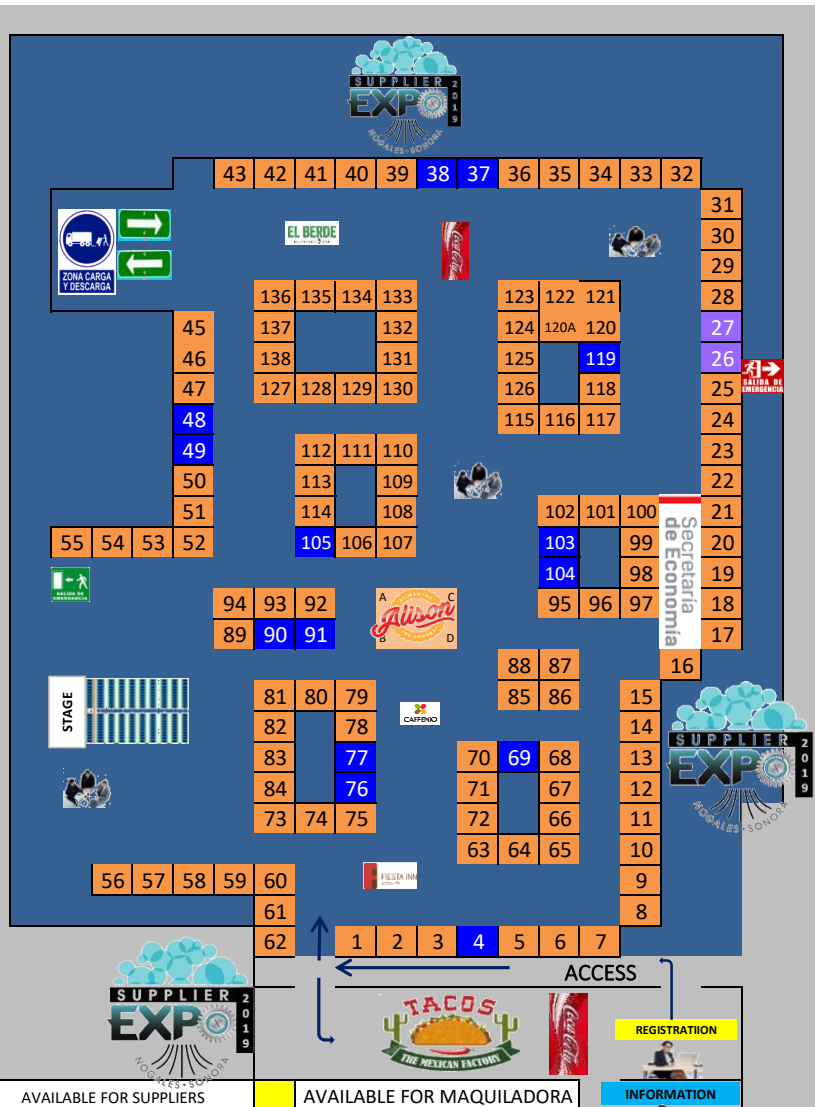 SUPPLIER
EXPO
2019
NOGALES-SONORA
43 42 41 40 39 38 37 36 35 34 33 32
31
EL BERDE
Coca-Cola
30
ZONA CARGA
Y DESCARGA
29
136 135 134 133 123 122 121 28
45 137 132 124 120A 120 27
46 138 131 125 119 26
SALIDA DE
EMERGENCIA
47 127 128 129 130 126 118 25
48 115 116 117 24
49 112 111 110 23
50 113 109 22
51 114 108 102 101 100 21
55 54 53 52 105 106 107 103 99 20
Secretaría
de Economía
SALIDA DE
EMERGENCIA
104 98 19
94 93 92 A C 95 96 97 18
ALIMENTOS
Alison
DE SONORA
89 90 91 B D 17
88 87 16
STAGE
81 80 79 85 86 15
CAFFENIO
82 78 14
83 77 70 69 68 13
84 76 71 67 12
73 74 75 72 66 11
63 64 65 10
SUPPLIER
EXPO
2019
NOGALES-SONORA
56 57 58 59 60 9
FIESTA INN
61 8
62 1 2 3 4 5 6 7
ACCESS
SUPPLIER
EXPO
2019
NOGALES-SONORA
TACOS
THE MEXICAN FACTORY
Coca-Cola
REGISTRATIION
AVAILABLE FOR SUPPLIERS
AVAILABLE FOR MAQUILADORA
INFORMATION